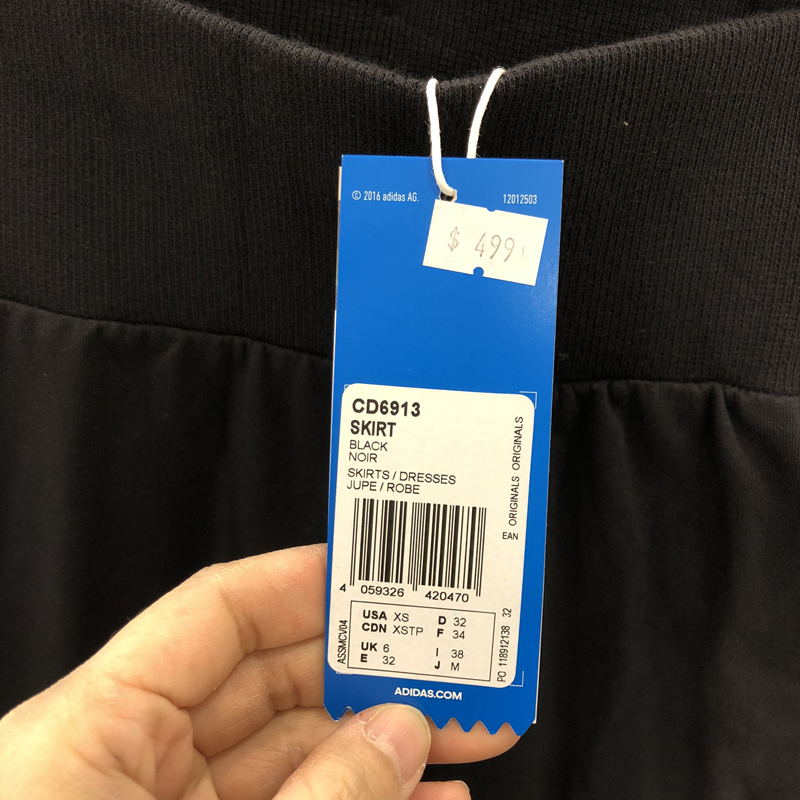 © 2016 adidas AG.
12012503
$ 499
CD6913
SKIRT
BLACK
NOIR
SKIRTS / DRESSES
JUPE / ROBE
EAN ORIGINALS ORIGINALS
4 059326 420470
ASSMCV04
USA XS D 32
CDN XSTP F 34
UK 6 I 38
E 32 J M
PO 118912138 32
ADIDAS.COM